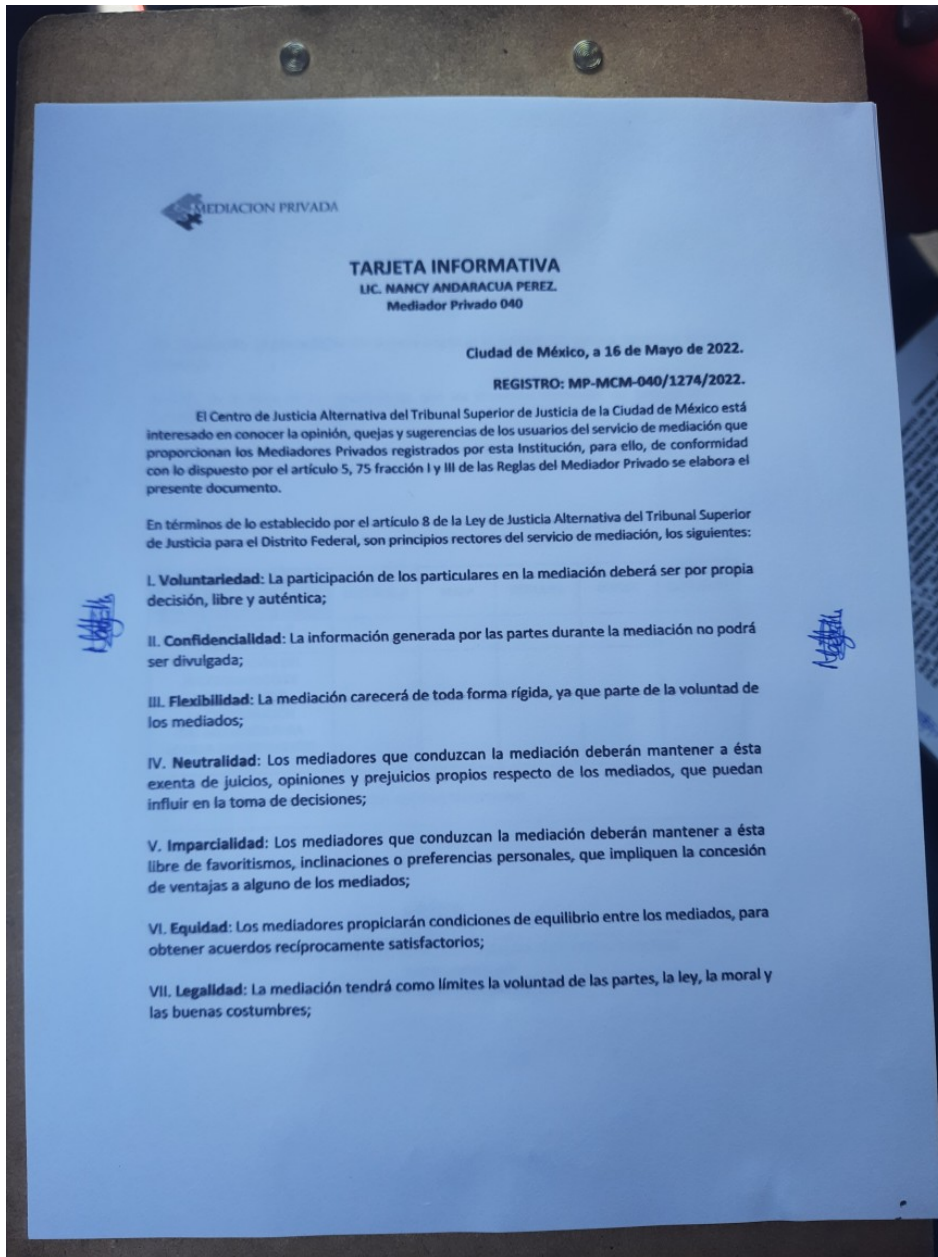 MEDIACION PRIVADA
TARJETA INFORMATIVA
LIC. NANCY ANDARACUA PEREZ.
Mediador Privado 040
Ciudad de México, a 16 de Mayo de 2022.
REGISTRO: MP-MCM-040/1274/2022.
El Centro de Justicia Alternativa del Tribunal Superior de Justicia de la Ciudad de México está
interesado en conocer la opinión, quejas y sugerencias de los usuarios del servicio de mediación que
proporcionan los Mediadores Privados registrados por esta Institución, para ello, de conformidad
con lo dispuesto por el artículo 5, 75 fracción I y III de las Reglas del Mediador Privado se elabora el
presente documento.
En términos de lo establecido por el artículo 8 de la Ley de Justicia Alternativa del Tribunal Superior
de Justicia para el Distrito Federal, son principios rectores del servicio de mediación, los siguientes:
I. Voluntariedad: La participación de los particulares en la mediación deberá ser por propia
decisión, libre y auténtica;
II. Confidencialidad: La información generada por las partes durante la mediación no podrá
ser divulgada;
III. Flexibilidad: La mediación carecerá de toda forma rígida, ya que parte de la voluntad de
los mediados;
IV. Neutralidad: Los mediadores que conduzcan la mediación deberán mantener a ésta
exenta de juicios, opiniones y prejuicios propios respecto de los mediados, que puedan
influir en la toma de decisiones;
V. Imparcialidad: Los mediadores que conduzcan la mediación deberán mantener a ésta
libre de favoritismos, inclinaciones o preferencias personales, que impliquen la concesión
de ventajas a alguno de los mediados;
VI. Equidad: Los mediadores propiciarán condiciones de equilibrio entre los mediados, para
obtener acuerdos recíprocamente satisfactorios;
VII. Legalidad: La mediación tendrá como límites la voluntad de las partes, la ley, la moral y
las buenas costumbres;